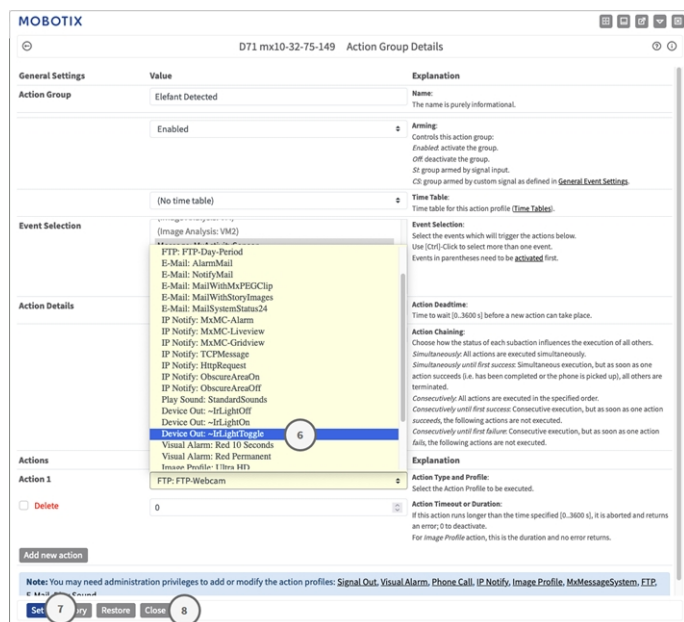 MOBOTIX
D71 mx10-32-75-149 Action Group Details
General Settings Value Explanation
Action Group Elefant Detected Name:
The name is purely informational.
Enabled Arming:
Controls this action group:
Enabled: activate the group.
Off: deactivate the group.
SI: group armed by signal input.
CS: group armed by custom signal as defined in General Event Settings.
(No time table) Time Table:
Time table for this action profile (Time Tables).
Event Selection
(Image Analysis: VM2)
Event Selection:
Select the events which will trigger the actions below.
Use [Ctrl]-Click to select more than one event.
Events in parentheses need to be activated first.
FTP: FTP-Day-Period
E-Mail: AlarmMail
E-Mail: NotifyMail
E-Mail: MailWithMxPEGClip
E-Mail: MailWithStoryImages
E-Mail: MailSystemStatus24
IP Notify: MxMC-Alarm
IP Notify: MxMC-Liveview
IP Notify: MxMC-Gridview
IP Notify: TCPMessage
IP Notify: HttpRequest
IP Notify: ObscureAreaOn
IP Notify: ObscureAreaOff
Play Sound: StandardSounds
Device Out: ~IrLightOff
Device Out: ~IrLightOn
Device Out: ~IrLightToggle
6
Visual Alarm: Red 10 Seconds
Visual Alarm: Red Permanent
Image Profile: Ultra HD
Action Details Action Deadtime:
Time to wait [0..3600 s] before a new action can take place.
Action Chaining:
Choose how the status of each subaction influences the execution of all others.
Simultaneously: All actions are executed simultaneously.
Simultaneously until first success: Simultaneous execution, but as soon as one
action succeeds (i.e. has been completed or the phone is picked up), all others are
terminated.
Consecutively: All actions are executed in the specified order.
Consecutively until first success: Consecutive execution, but as soon as one action
succeeds, the following actions are not executed.
Consecutively until first failure: Consecutive execution, but as soon as one action
fails, the following actions are not executed.
Actions Explanation
Action 1 FTP: FTP-Webcam Action Type and Profile:
Select the Action Profile to be executed.
Delete 0 Action Timeout or Duration:
If this action runs longer than the time specified [0..3600 s], it is aborted and returns
an error; 0 to deactivate.
For Image Profile action, this is the duration and no error returns.
Add new action
Note: You may need administration privileges to add or modify the action profiles: Signal Out, Visual Alarm, Phone Call, IP Notify, Image Profile, MxMessageSystem, FTP,
Set 7 ory Restore Close 8